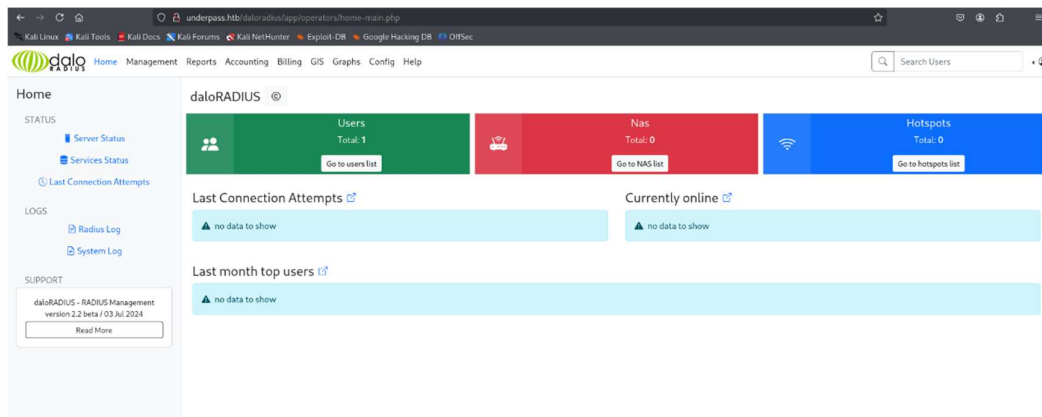 underpass.htb/daloradius/app/operators/home-main.php
Kali Linux Kali Tools Kali Docs Kali Forums Kali NetHunter Exploit-DB Google Hacking DB OffSec
dalo RADIUS Home Management Reports Accounting Billing GIS Graphs Config Help Search Users
Home
STATUS
Server Status
Services Status
Last Connection Attempts
LOGS
Radius Log
System Log
SUPPORT
daloRADIUS - RADIUS Management
version 2.2 beta / 03 Jul 2024
Read More
daloRADIUS ©
Users
Total: 1
Go to users list
Nas
Total: 0
Go to NAS list
Hotspots
Total: 0
Go to hotspots list
Last Connection Attempts
no data to show
Currently online
no data to show
Last month top users
no data to show